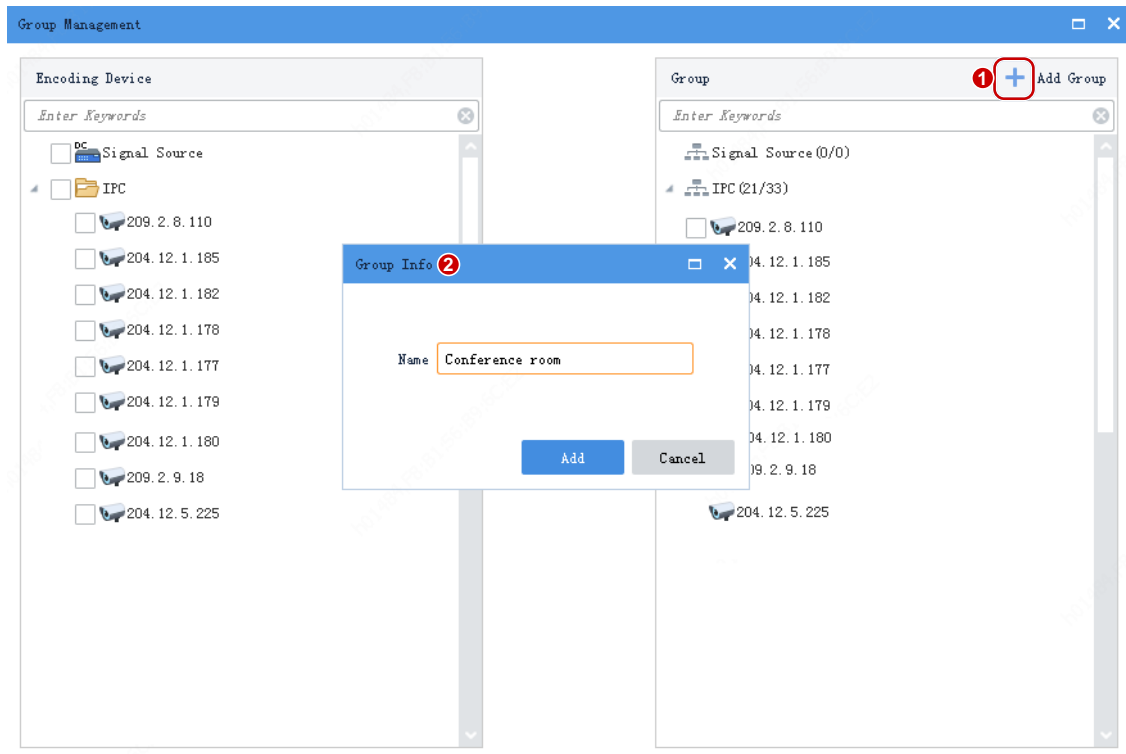 Group Management
Encoding Device
Enter Keywords
DC
Signal Source
IPC
209.2.8.110
204.12.1.185
204.12.1.182
204.12.1.178
204.12.1.177
204.12.1.179
204.12.1.180
209.2.9.18
204.12.5.225
Group
1
Add Group
Enter Keywords
Signal Source(0/0)
IPC(21/33)
209.2.8.110
04.12.1.185
04.12.1.182
04.12.1.178
04.12.1.177
04.12.1.179
04.12.1.180
09.2.9.18
204.12.5.225
Group Info 2
Name Conference room
Add Cancel